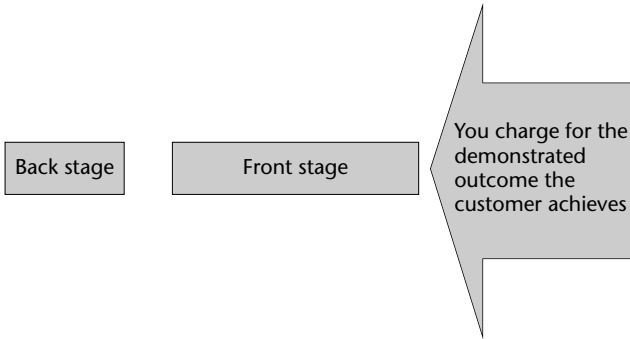 Back stage
Front stage
You charge for the
demonstrated
outcome the
customer achieves